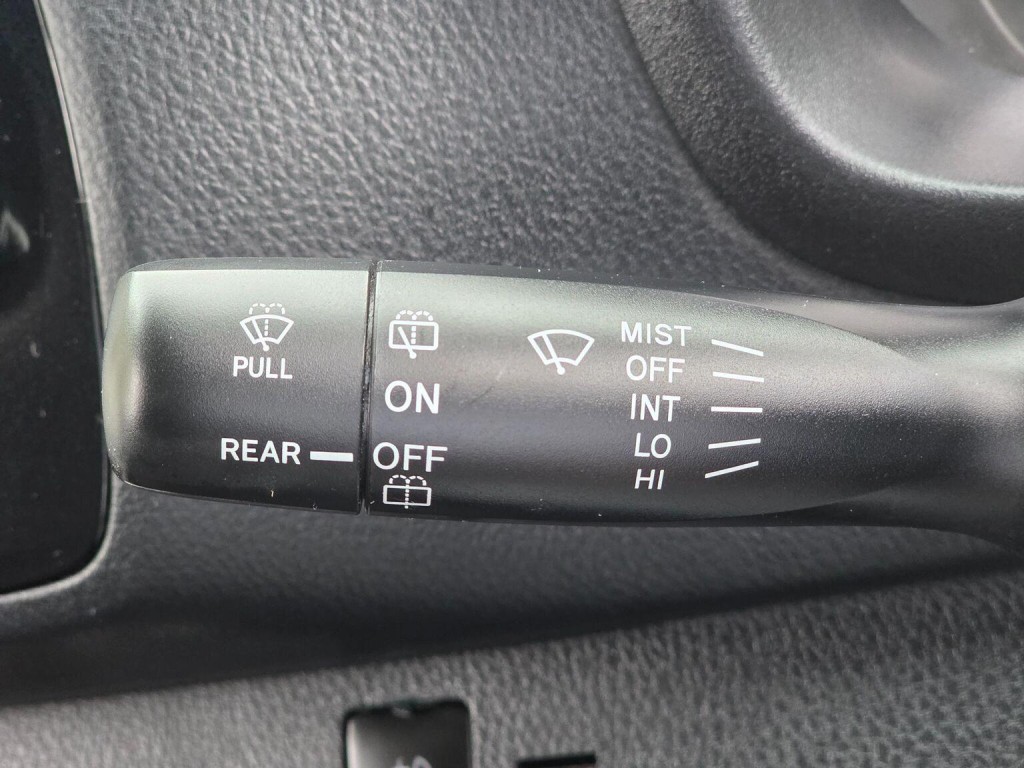 PULL
REAR
ON
OFF
MIST
OFF
INT
LO
HI